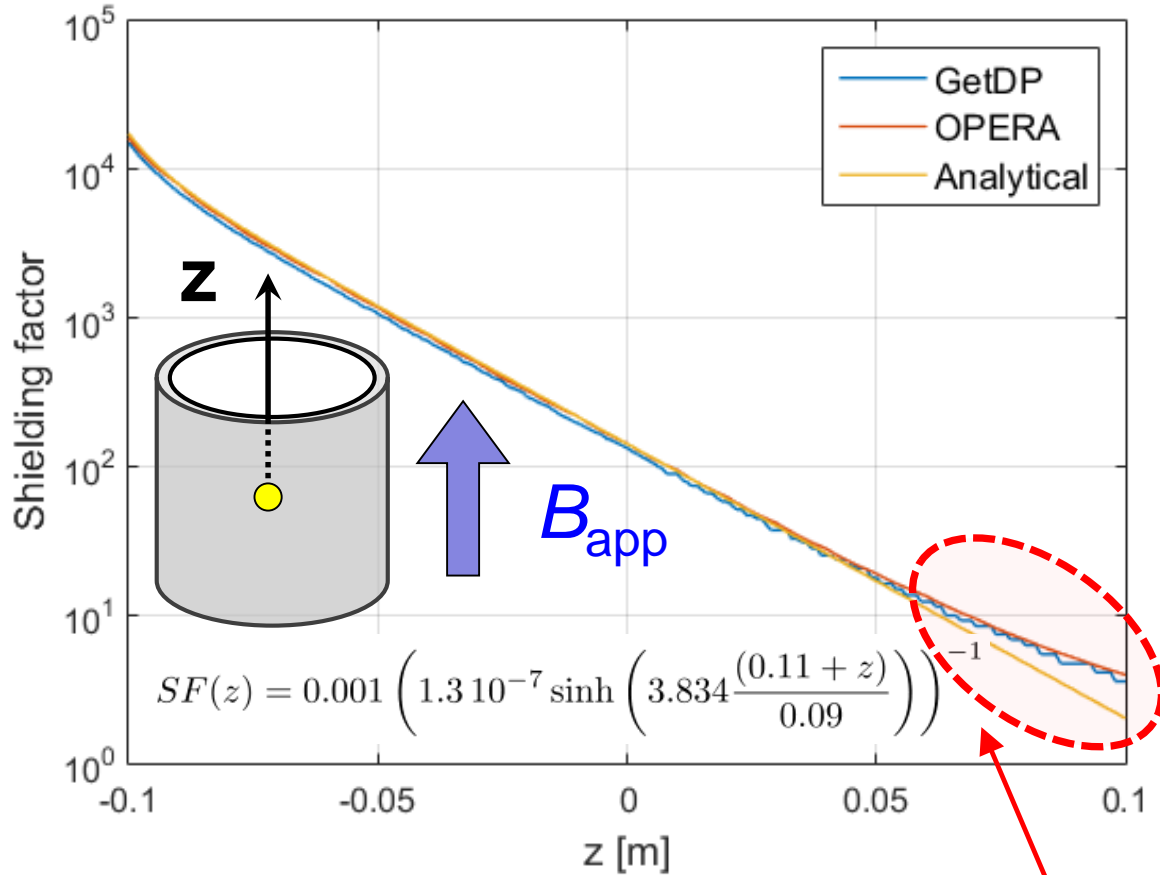 10^5
10^4
10^3
10^2
10^1
10^0
Shielding factor
GetDP
OPERA
Analytical
z
B_app
SF(z) = 0.001 (1.3 10^{-7} sinh (3.834 (0.11 + z)/0.09))^{-1}
-0.1 -0.05 0 0.05 0.1
z [m]